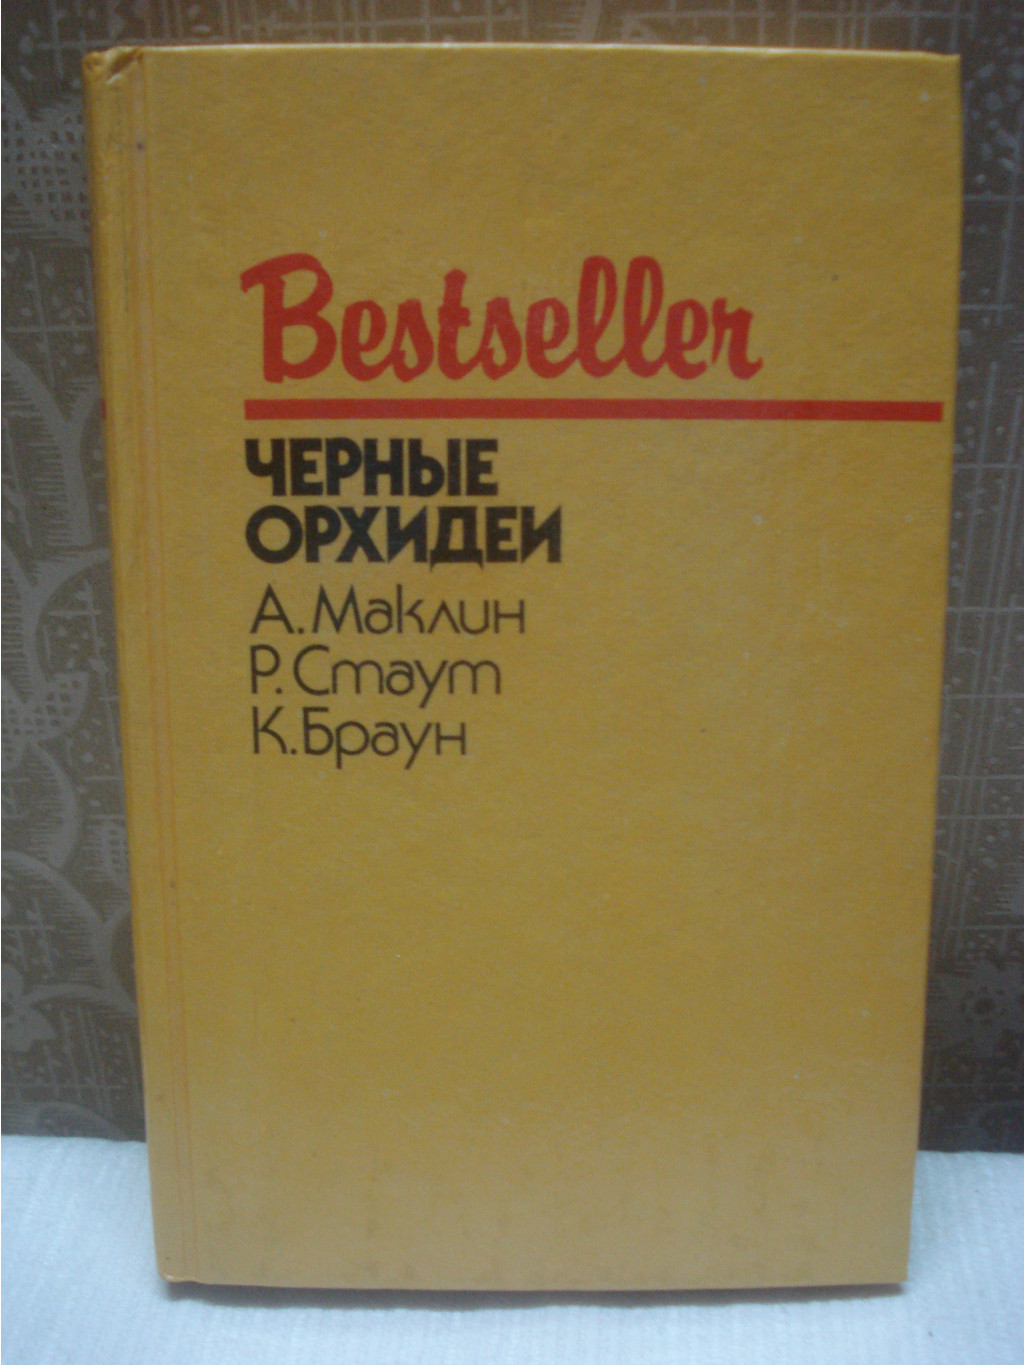 Bestseller
ЧЕРНЫЕ
ОРХИДЕИ
А.Маклин
Р.Стаут
К.Браун